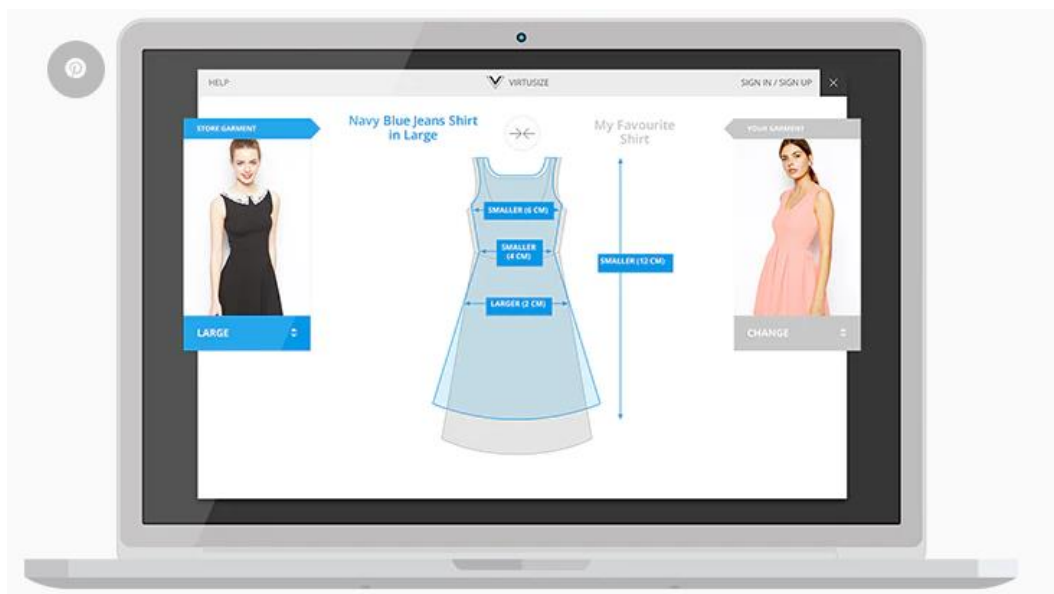 HELP
VIRTUSIZE
SIGN IN / SIGN UP
STORE GARMENT
Navy Blue Jeans Shirt
in Large
My Favourite
Shirt
YOUR GARMENT
SMALLER (6 CM)
SMALLER
(4 CM)
SMALLER (12 CM)
LARGER (2 CM)
LARGE
CHANGE